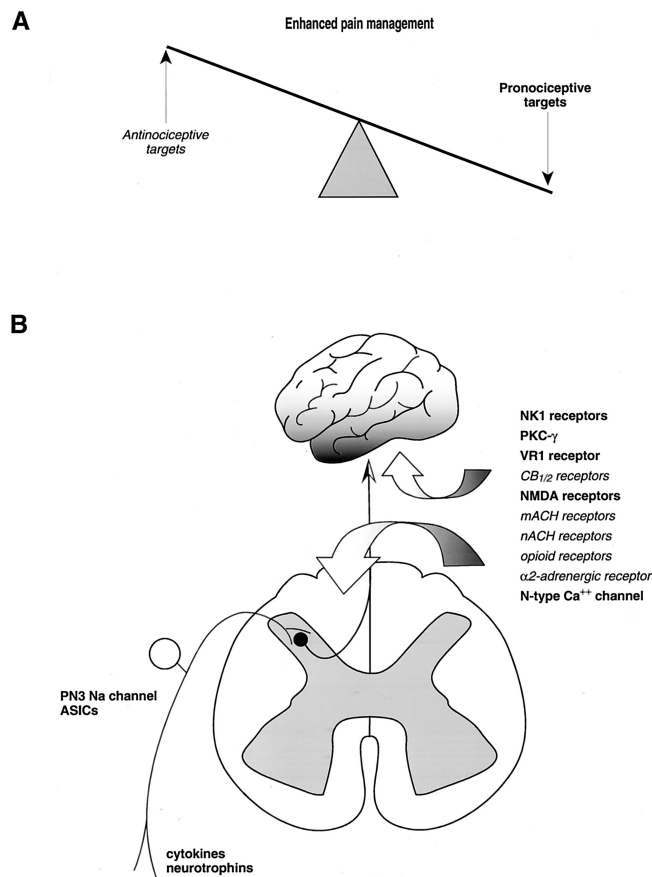 A
Enhanced pain management
Antinociceptive
targets
Pronociceptive
targets
B
NK1 receptors
PKC-γ
VR1 receptor
CB1/2 receptors
NMDA receptors
mACH receptors
nACH receptors
opioid receptors
α2-adrenergic receptor
N-type Ca++ channel
PN3 Na channel
ASICs
cytokines
neurotrophins